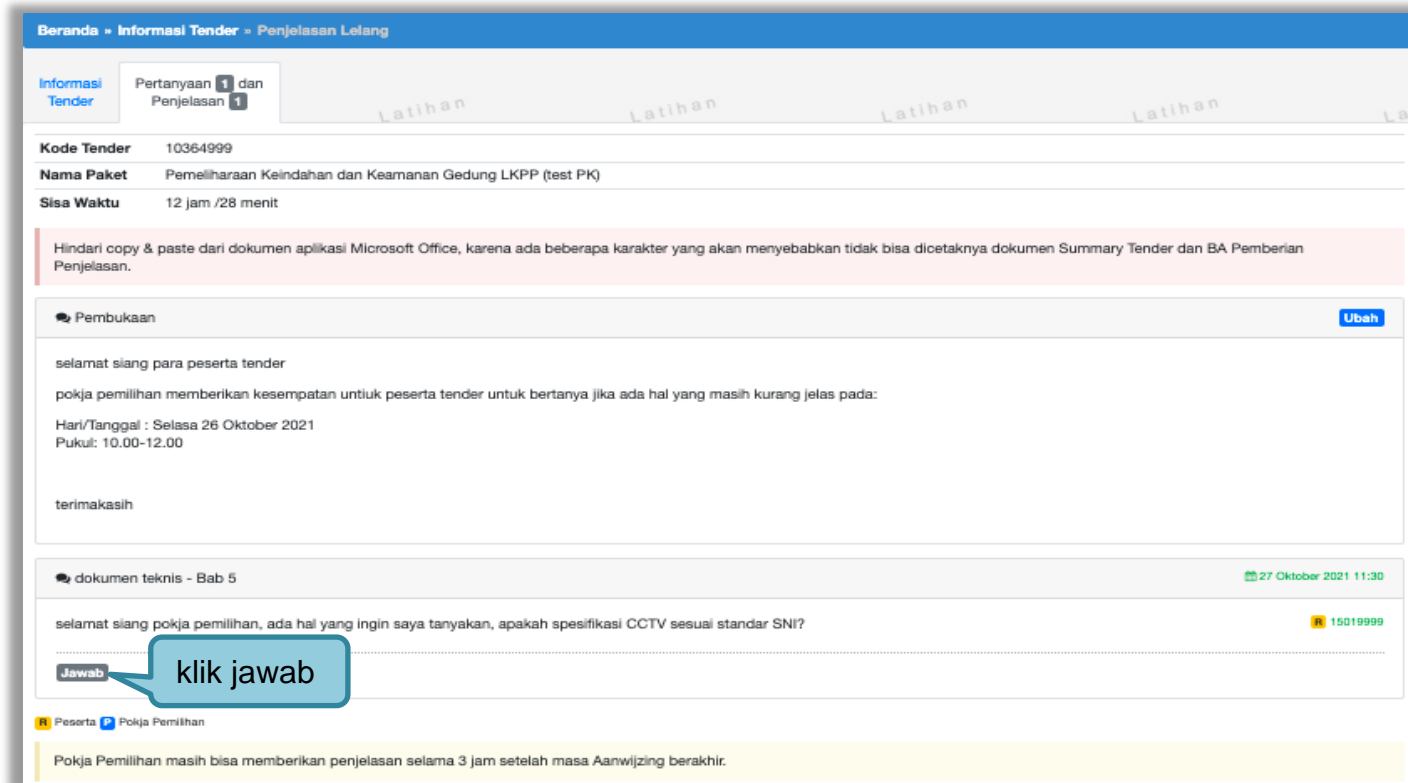 Beranda » Informasi Tender » Penjelasan Lelang
Informasi
Tender
Pertanyaan 1 dan
Penjelasan 1
Latihan Latihan Latihan Latihan La
Kode Tender 10364999
Nama Paket Pemeliharaan Keindahan dan Keamanan Gedung LKPP (test PK)
Sisa Waktu 12 jam /28 menit
Hindari copy & paste dari dokumen aplikasi Microsoft Office, karena ada beberapa karakter yang akan menyebabkan tidak bisa dicetaknya dokumen Summary Tender dan BA Pemberian
Penjelasan.
Pembukaan Ubah
selamat siang para peserta tender
pokja pemilihan memberikan kesempatan untiuk peserta tender untuk bertanya jika ada hal yang masih kurang jelas pada:
Hari/Tanggal : Selasa 26 Oktober 2021
Pukul: 10.00-12.00
terimakasih
dokumen teknis - Bab 5 27 Oktober 2021 11:30
selamat siang pokja pemilihan, ada hal yang ingin saya tanyakan, apakah spesifikasi CCTV sesuai standar SNI? R 15019999
Jawab klik jawab
R Peserta P Pokja Pemilihan
Pokja Pemilihan masih bisa memberikan penjelasan selama 3 jam setelah masa Aanwijzing berakhir.